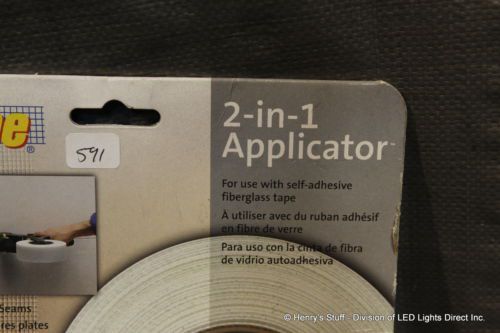 2-in-1
Applicator™
For use with self-adhesive
fiberglass tape
À utiliser avec du ruban adhésif
en fibre de verre
Para uso con la cinta de fibra
de vidrio autoadhesiva
®
591
Seams
res plates
© Henry's Stuff - Division of LED Lights Direct Inc.